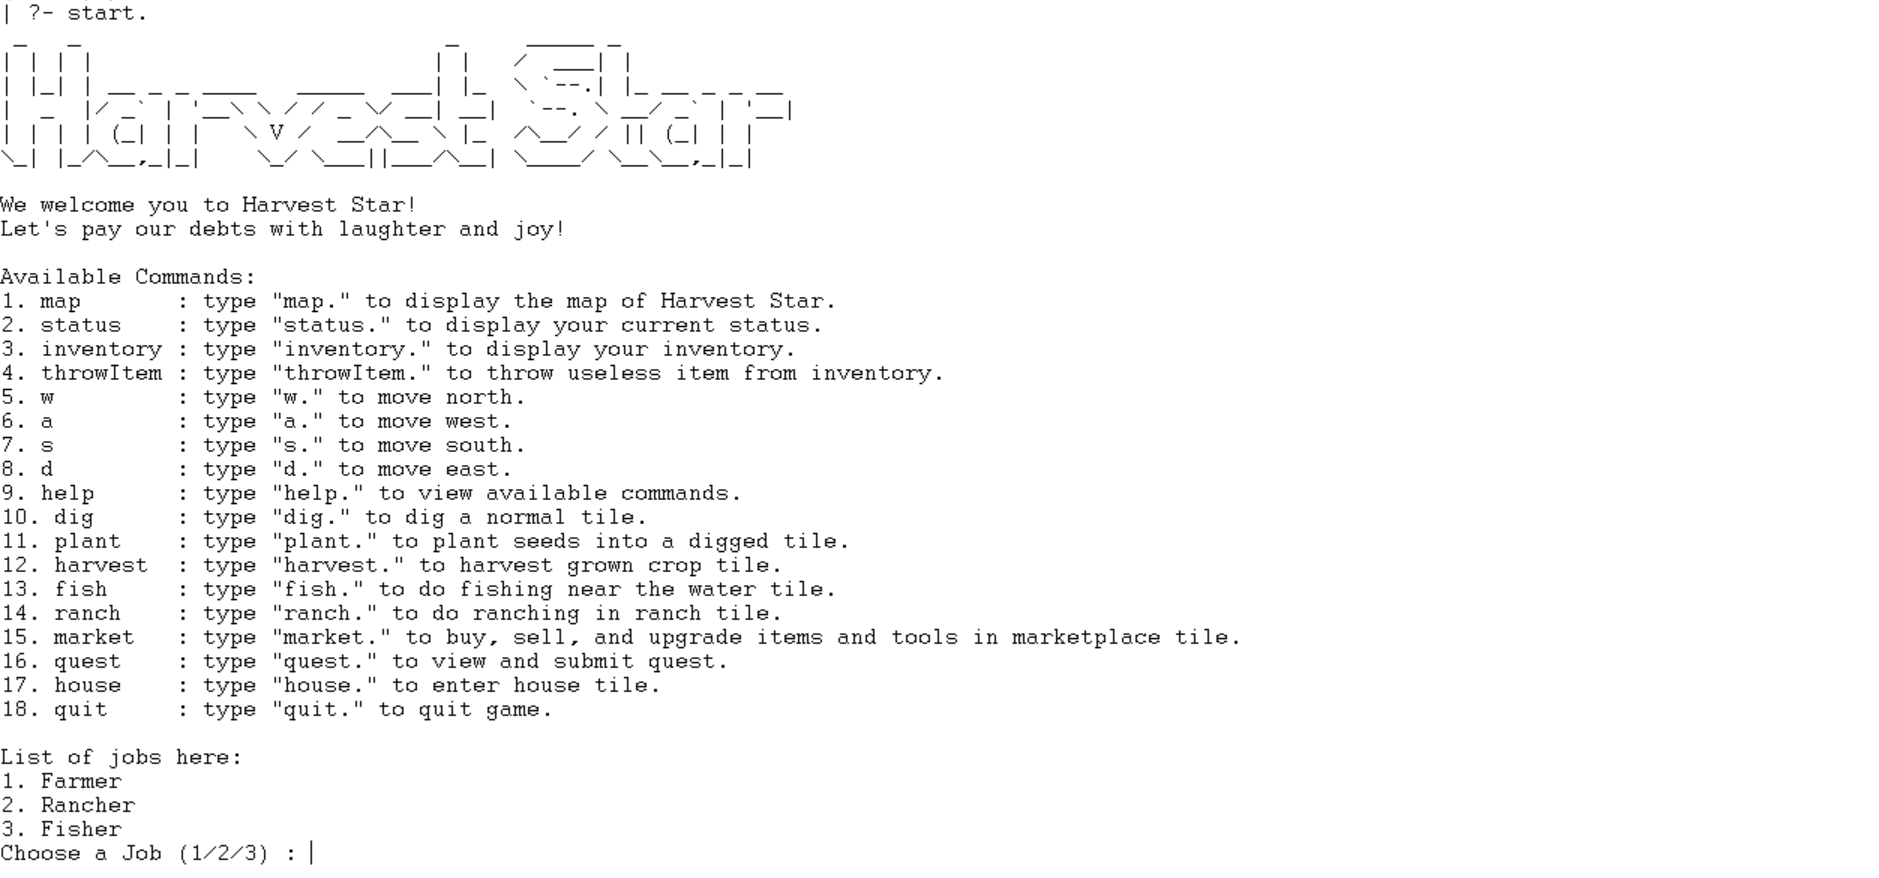 | ?- start.
Harvest Star
We welcome you to Harvest Star!
Let's pay our debts with laughter and joy!
Available Commands:
1. map       : type "map." to display the map of Harvest Star.
2. status    : type "status." to display your current status.
3. inventory : type "inventory." to display your inventory.
4. throwItem : type "throwItem." to throw useless item from inventory.
5. w         : type "w." to move north.
6. a         : type "a." to move west.
7. s         : type "s." to move south.
8. d         : type "d." to move east.
9. help      : type "help." to view available commands.
10. dig      : type "dig." to dig a normal tile.
11. plant    : type "plant." to plant seeds into a digged tile.
12. harvest  : type "harvest." to harvest grown crop tile.
13. fish     : type "fish." to do fishing near the water tile.
14. ranch    : type "ranch." to do ranching in ranch tile.
15. market   : type "market." to buy, sell, and upgrade items and tools in marketplace tile.
16. quest    : type "quest." to view and submit quest.
17. house    : type "house." to enter house tile.
18. quit     : type "quit." to quit game.
List of jobs here:
1. Farmer
2. Rancher
3. Fisher
Choose a Job (1/2/3) :